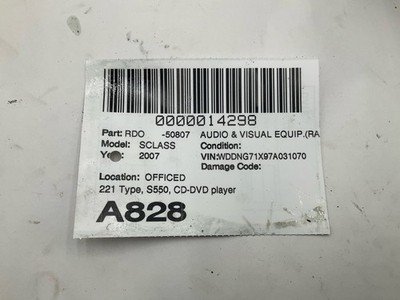 0000014298
Part: RDO -50807 AUDIO & VISUAL EQUIP.(RA
Model: SCLASS Condition:
Year 2007 VIN:WDDNG71X97A031070
Damage Code:
Location: OFFICED
221 Type, S550, CD-DVD player
A828